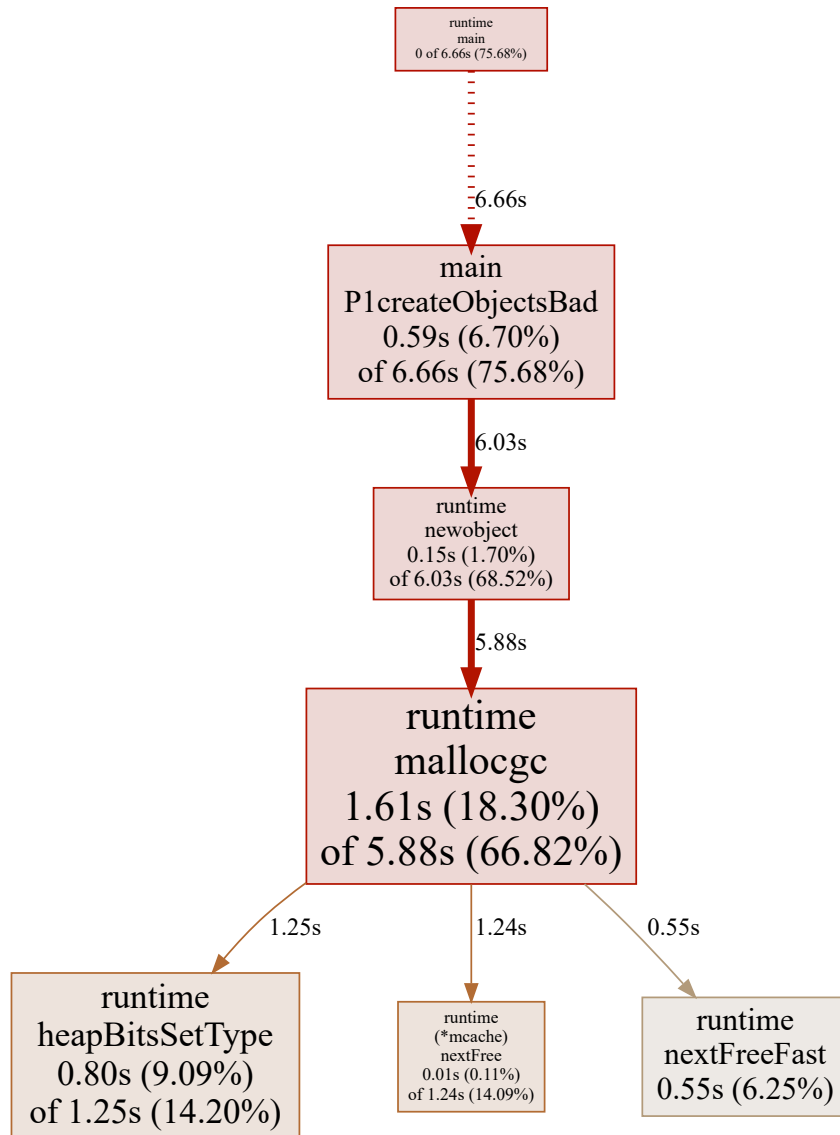 runtime
main
0 of 6.66s (75.68%)
6.66s
main
P1createObjectsBad
0.59s (6.70%)
of 6.66s (75.68%)
6.03s
runtime
newobject
0.15s (1.70%)
of 6.03s (68.52%)
5.88s
runtime
mallocgc
1.61s (18.30%)
of 5.88s (66.82%)
1.25s
1.24s
0.55s
runtime
heapBitsSetType
0.80s (9.09%)
of 1.25s (14.20%)
runtime
(*mcache)
nextFree
0.01s (0.11%)
of 1.24s (14.09%)
runtime
nextFreeFast
0.55s (6.25%)